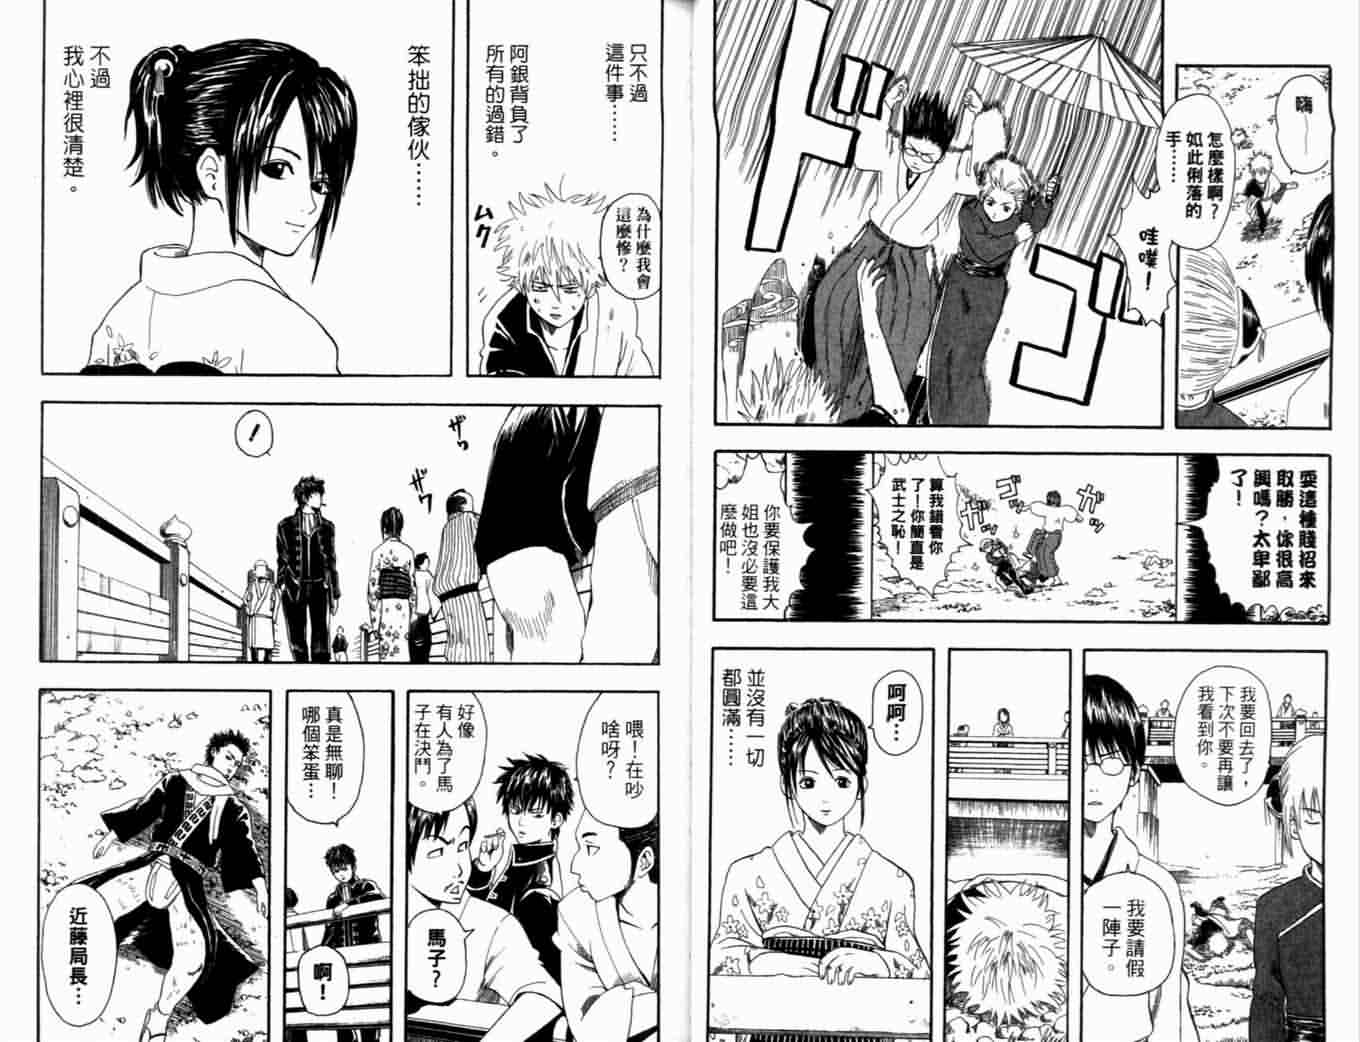 嗨
怎麼樣啊？
如此俐落的
手……
哇噗！
ドゴ
耍這種賤招來
取勝，你很高
興嗎？太卑鄙
了！
ガッ
ゴッ
ガッ
算我錯看你
了！你簡直是
武士之恥！
你要保護我大
姐也沒必要這
麼做吧！
我要回去了，
下次不要再讓
我看到你。
我要請假
一陣子。
呵呵…
並沒有一切
都圓滿……
只不過
這件事……
阿銀背負了
所有的過錯。
為什麼我會
這麼慘？
ムクッ
笨拙的傢伙……
不過
我心裡很清楚。
ザワッ
ザワ
！
喂！在吵
啥呀？
好像
有人為了馬
子在決鬥。
馬子？
真是無聊！
哪個笨蛋…
啊！
近藤局長…